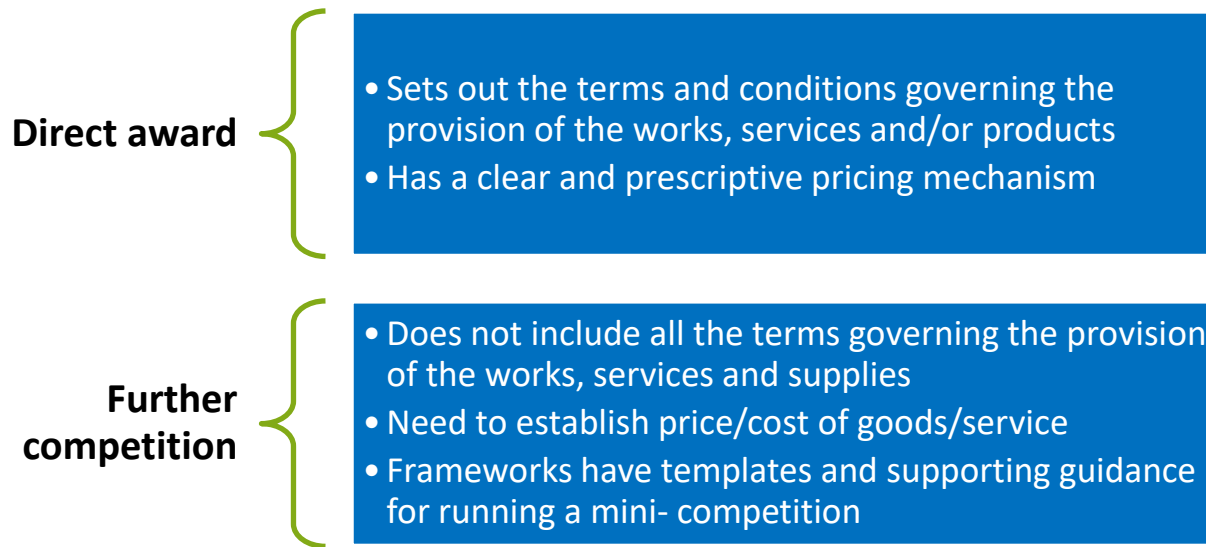 Direct award
• Sets out the terms and conditions governing the
provision of the works, services and/or products
• Has a clear and prescriptive pricing mechanism
Further
competition
• Does not include all the terms governing the provision
of the works, services and supplies
• Need to establish price/cost of goods/service
• Frameworks have templates and supporting guidance
for running a mini- competition